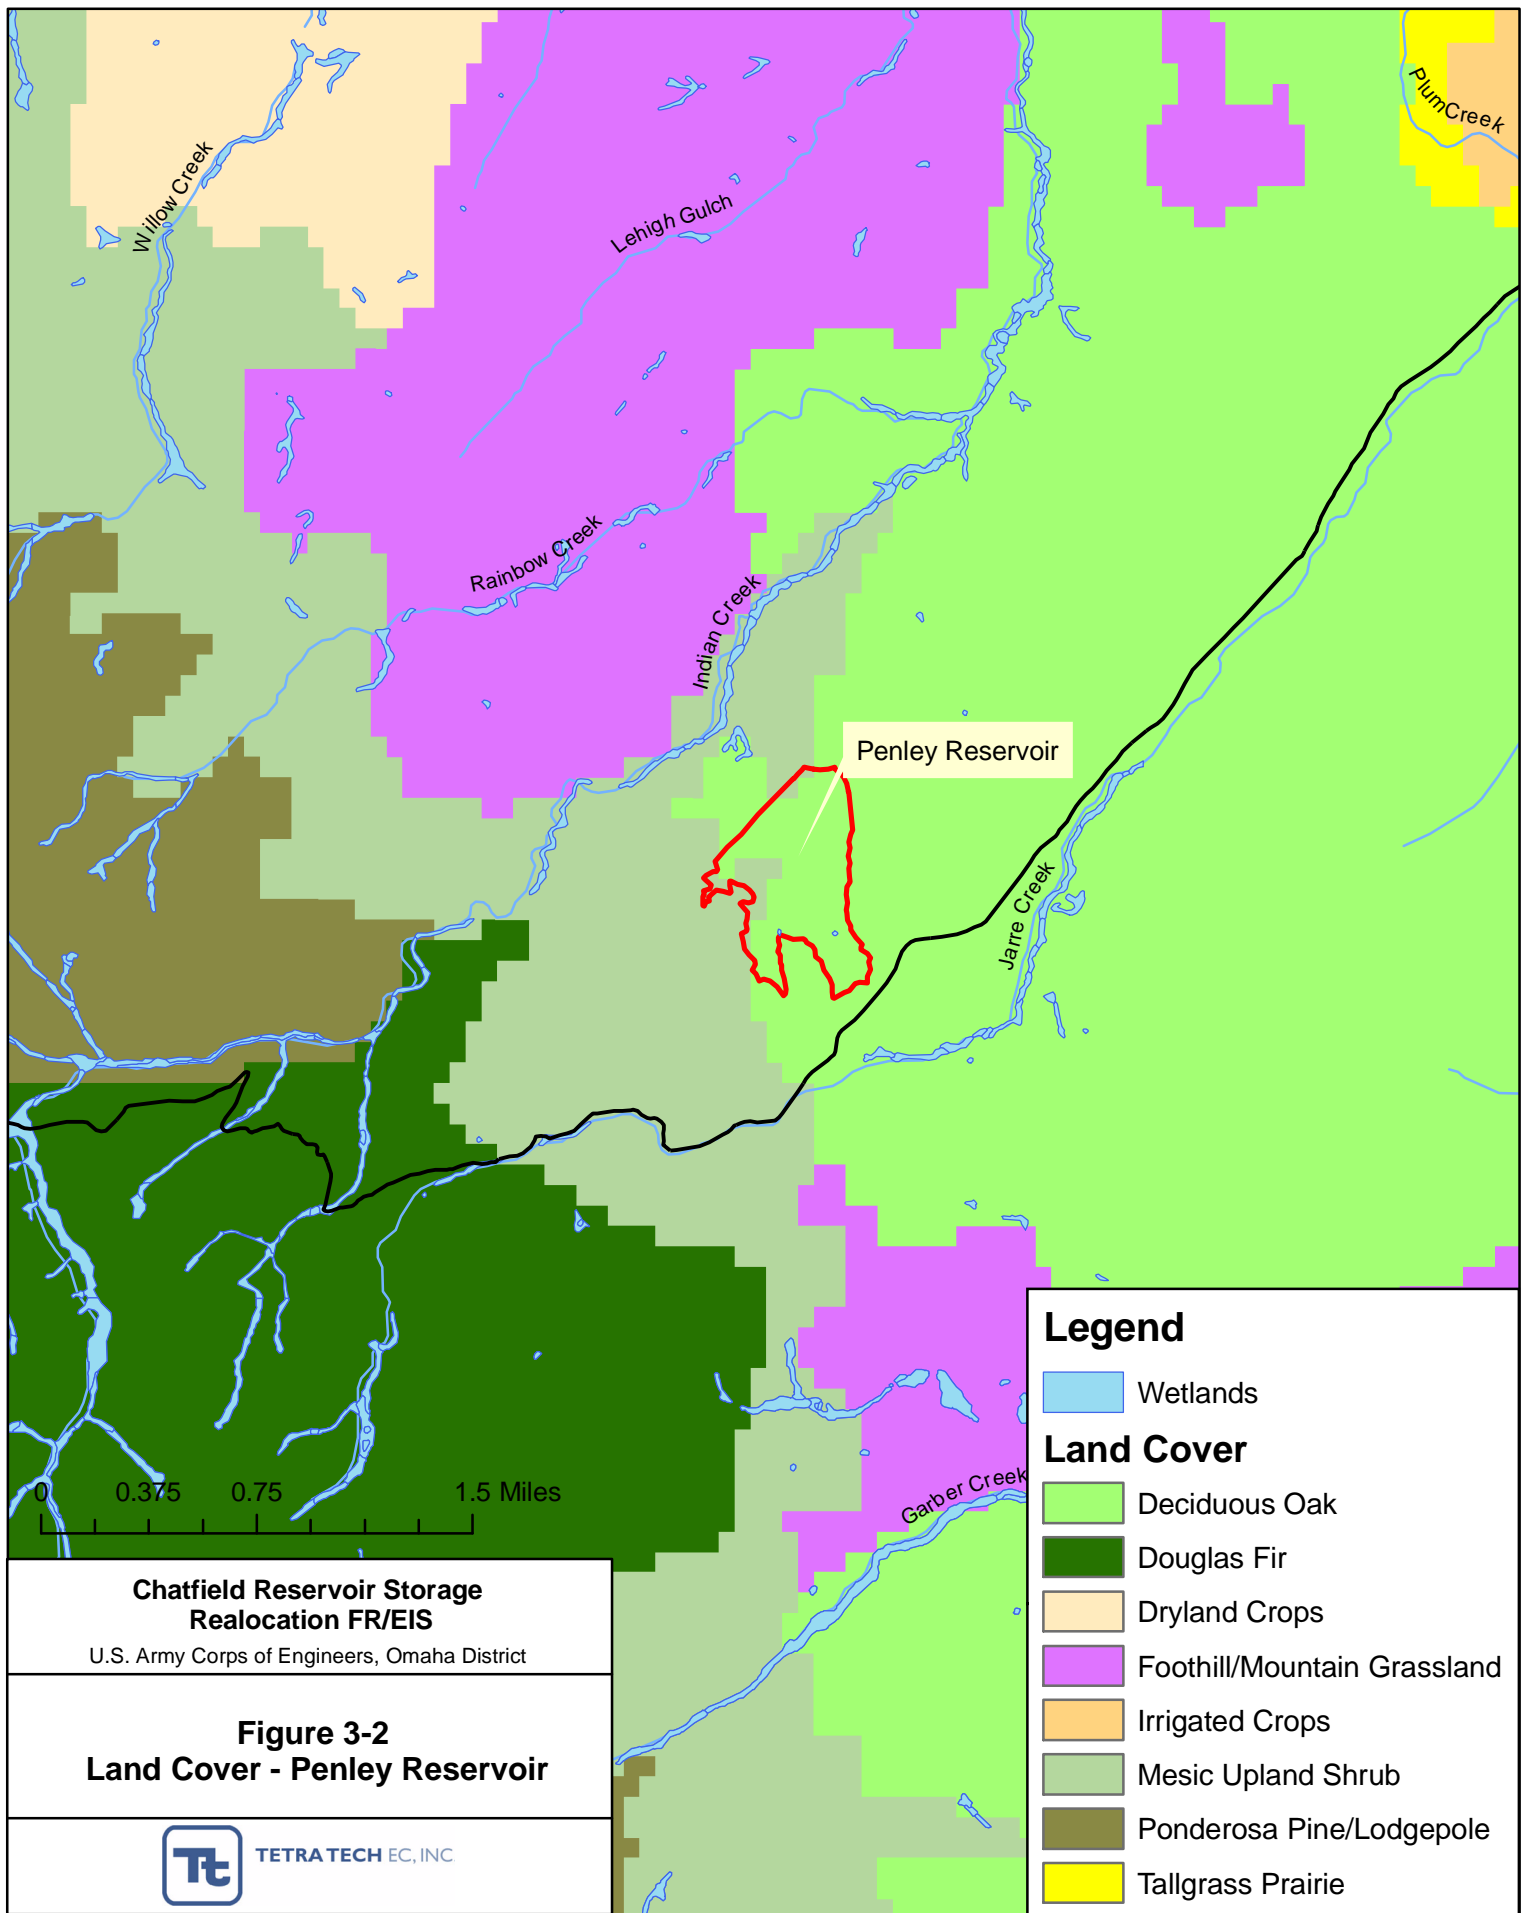 PlumCreek
Willow Creek
Lehigh Gulch
Rainbow Creek
Indian Creek
Penley Reservoir
Jarre Creek
Garber Creek
0 0.375 0.75 1.5 Miles
Chatfield Reservoir Storage
Realocation FR/EIS
U.S. Army Corps of Engineers, Omaha District
Figure 3-2
Land Cover - Penley Reservoir
Tt TETRA TECH EC, INC
Legend
Wetlands
Land Cover
Deciduous Oak
Douglas Fir
Dryland Crops
Foothill/Mountain Grassland
Irrigated Crops
Mesic Upland Shrub
Ponderosa Pine/Lodgepole
Tallgrass Prairie